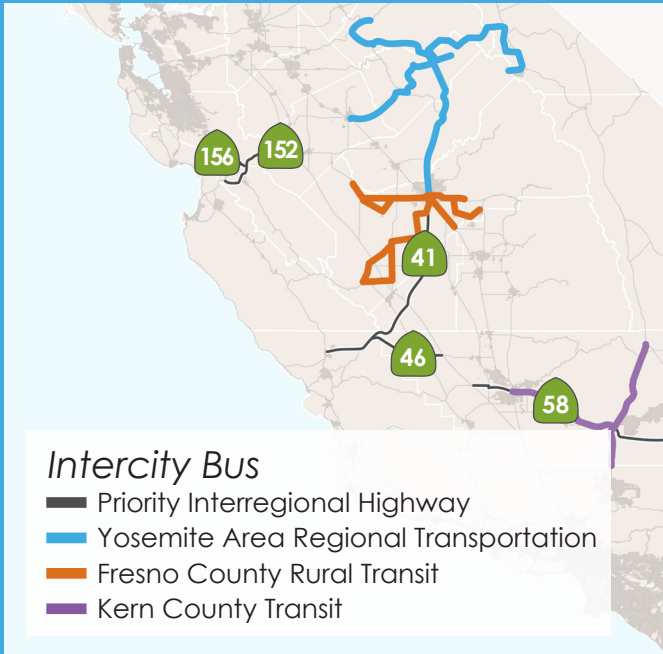 156
152
41
46
58
Intercity Bus
Priority Interregional Highway
Yosemite Area Regional Transportation
Fresno County Rural Transit
Kern County Transit